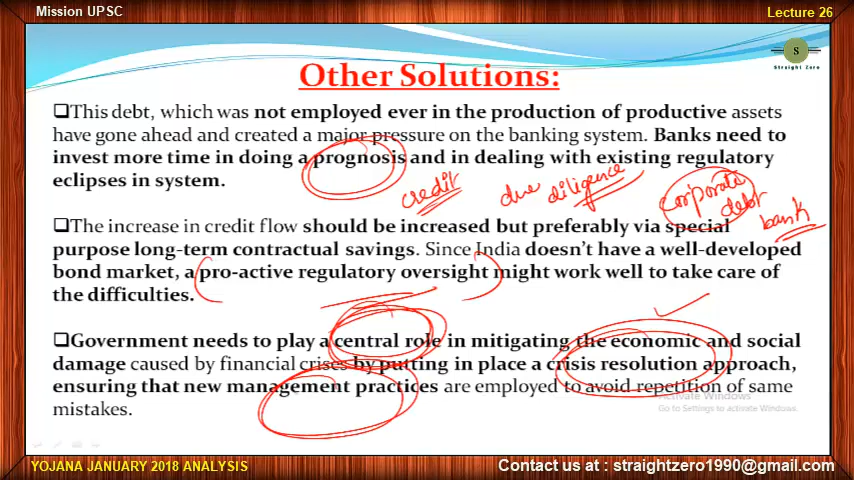 Mission UPSC
Lecture 26
S
Straight Zero
Other Solutions:
❑This debt, which was not employed ever in the production of productive assets
have gone ahead and created a major pressure on the banking system. Banks need to
invest more time in doing a prognosis and in dealing with existing regulatory
eclipses in system.
credit
due diligence
corporate
debt
bank
❑The increase in credit flow should be increased but preferably via special
purpose long-term contractual savings. Since India doesn't have a well-developed
bond market, a pro-active regulatory oversight might work well to take care of
the difficulties.
❑Government needs to play a central role in mitigating the economic and social
damage caused by financial crises by putting in place a crisis resolution approach,
ensuring that new management practices are employed to avoid repetition of same
mistakes.
Activate Windows
Go to Settings to Activate Windows.
YOJANA JANUARY 2018 ANALYSIS
Contact us at : straightzero1990@gmail.com